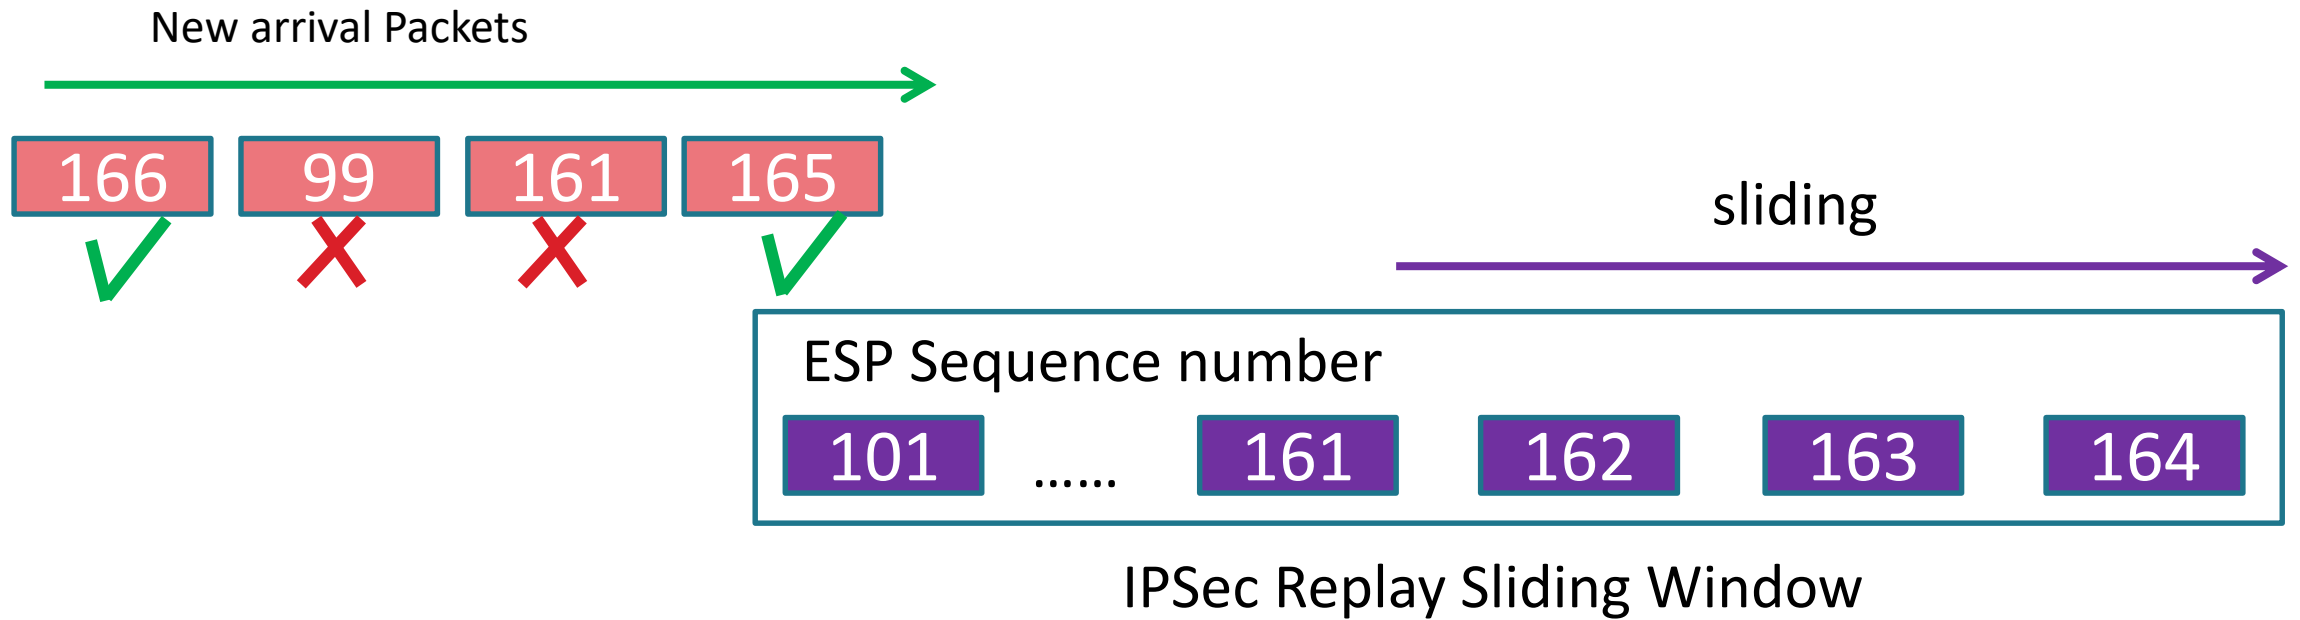 New arrival Packets
166 99 161 165
sliding
ESP Sequence number
101 ...... 161 162 163 164
IPSec Replay Sliding Window